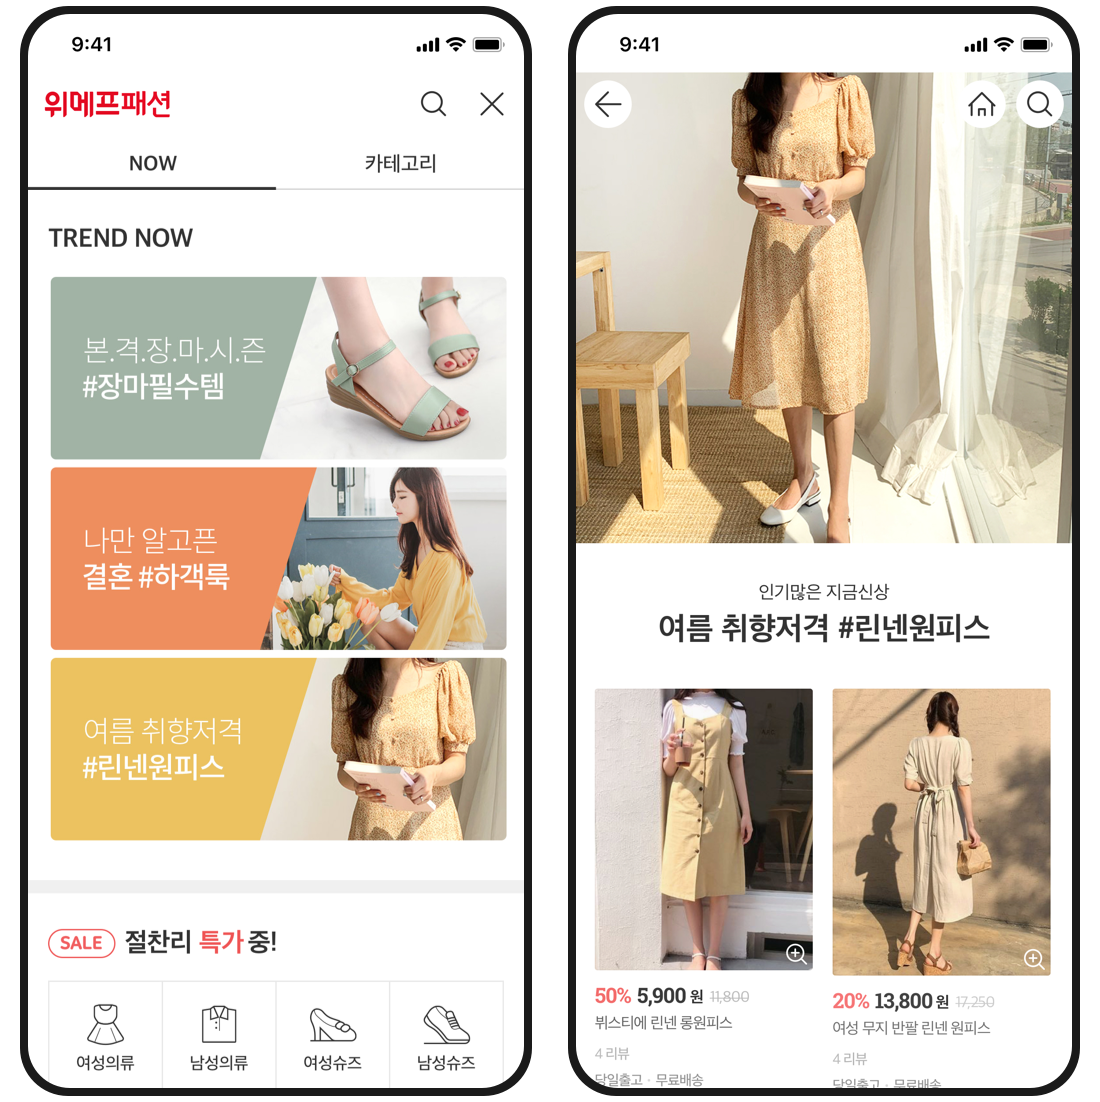 9:41
위메프패션
NOW
카테고리
TREND NOW
본.격.장.마.시.즌
#장마필수템
나만 알고픈
결혼 #하객룩
여름 취향저격
#린넨원피스
SALE 절찬리 특가 중!
여성의류
남성의류
여성슈즈
남성슈즈
9:41
인기많은 지금신상
여름 취향저격 #린넨원피스
50% 5,900 원 11,800
뷔스티에 린넨 롱원피스
4 리뷰
당일출고 · 무료배송
20% 13,800 원 17,250
여성 무지 반팔 린넨 원피스
4 리뷰
당일출고 · 무료배송